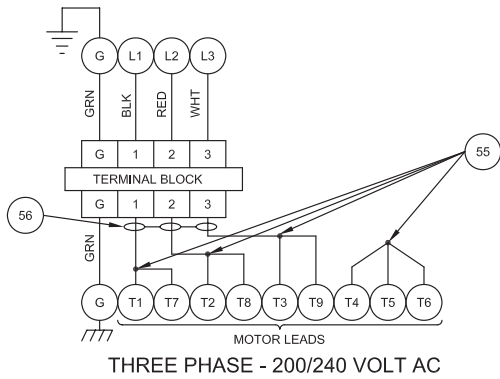 G L1 L2 L3
GRN BLK RED WHT
G 1 2 3
TERMINAL BLOCK
G 1 2 3
55
56
GRN
G T1 T7 T2 T8 T3 T9 T4 T5 T6
MOTOR LEADS
THREE PHASE - 200/240 VOLT AC